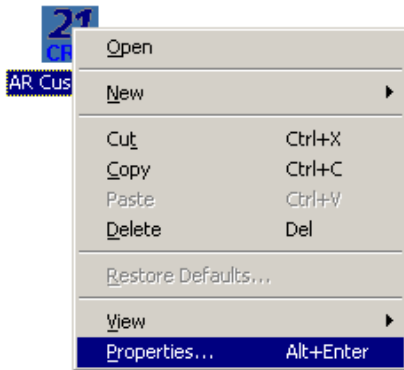 21
Open
AR Cus
New
Cut Ctrl+X
Copy Ctrl+C
Paste Ctrl+V
Delete Del
Restore Defaults...
View
Properties... Alt+Enter